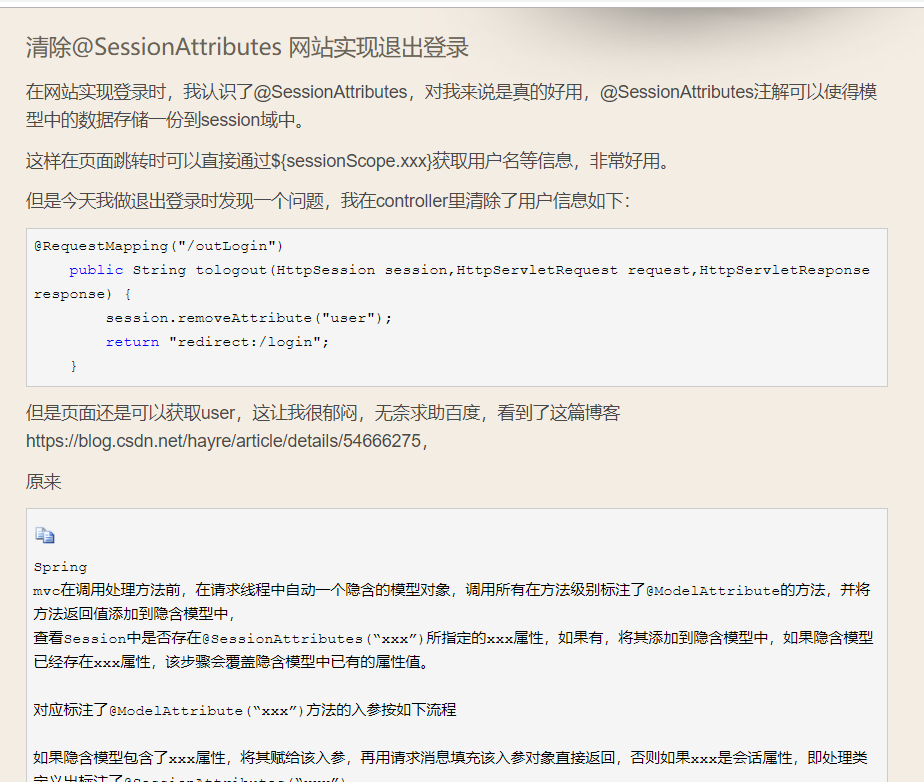 清除@SessionAttributes 网站实现退出登录
在网站实现登录时，我认识了@SessionAttributes，对我来说是真的好用，@SessionAttributes注解可以使得模
型中的数据存储一份到session域中。
这样在页面跳转时可以直接通过${sessionScope.xxx}获取用户名等信息，非常好用。
但是今天我做退出登录时发现一个问题，我在controller里清除了用户信息如下：
@RequestMapping("/outLogin")
public String tologout(HttpSession session,HttpServletRequest request,HttpServletResponse
response) {
session.removeAttribute("user");
return "redirect:/login";
}
但是页面还是可以获取user，这让我很郁闷，无奈求助百度，看到了这篇博客
https://blog.csdn.net/hayre/article/details/54666275，
原来
Spring
mvc在调用处理方法前，在请求线程中自动一个隐含的模型对象，调用所有在方法级别标注了@ModelAttribute的方法，并将
方法返回值添加到隐含模型中，
查看Session中是否存在@SessionAttributes(“xxx”)所指定的xxx属性，如果有，将其添加到隐含模型中，如果隐含模型
已经存在xxx属性，该步骤会覆盖隐含模型中已有的属性值。
对应标注了@ModelAttribute(“xxx”)方法的入参按如下流程
如果隐含模型包含了xxx属性，将其赋给该入参，再用请求消息填充该入参对象直接返回，否则如果xxx是会话属性，即处理类
定义出标注了@SessionAttributes(“xxx”)